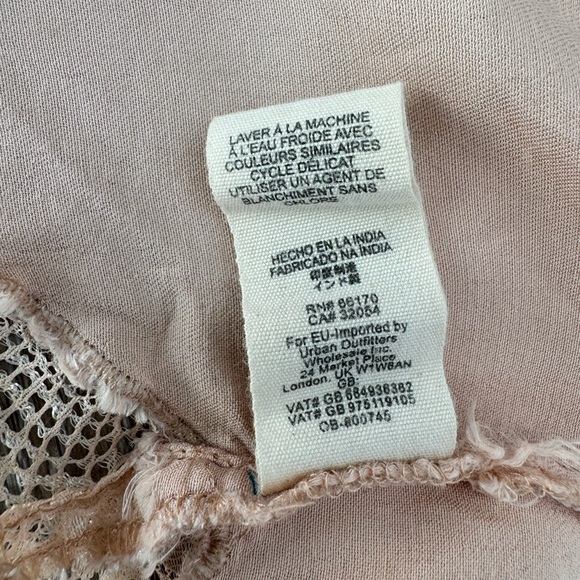 LAVER À LA MACHINE
À L'EAU FROIDE AVEC
COULEURS SIMILAIRES
CYCLE DÉLICAT
UTILISER UN AGENT DE
BLANCHIMENT SANS
CHLORE
HECHO EN LA INDIA
FABRICADO NA INDIA
印度制造
インド製
RN# 66170
CA# 32054
For EU-Imported by
Urban Outfitters
Wholesale Inc.
24 Market Place
London, UK W1W8AN
GB
VAT# GB 664936382
VAT# GB 975119105
OB-800745